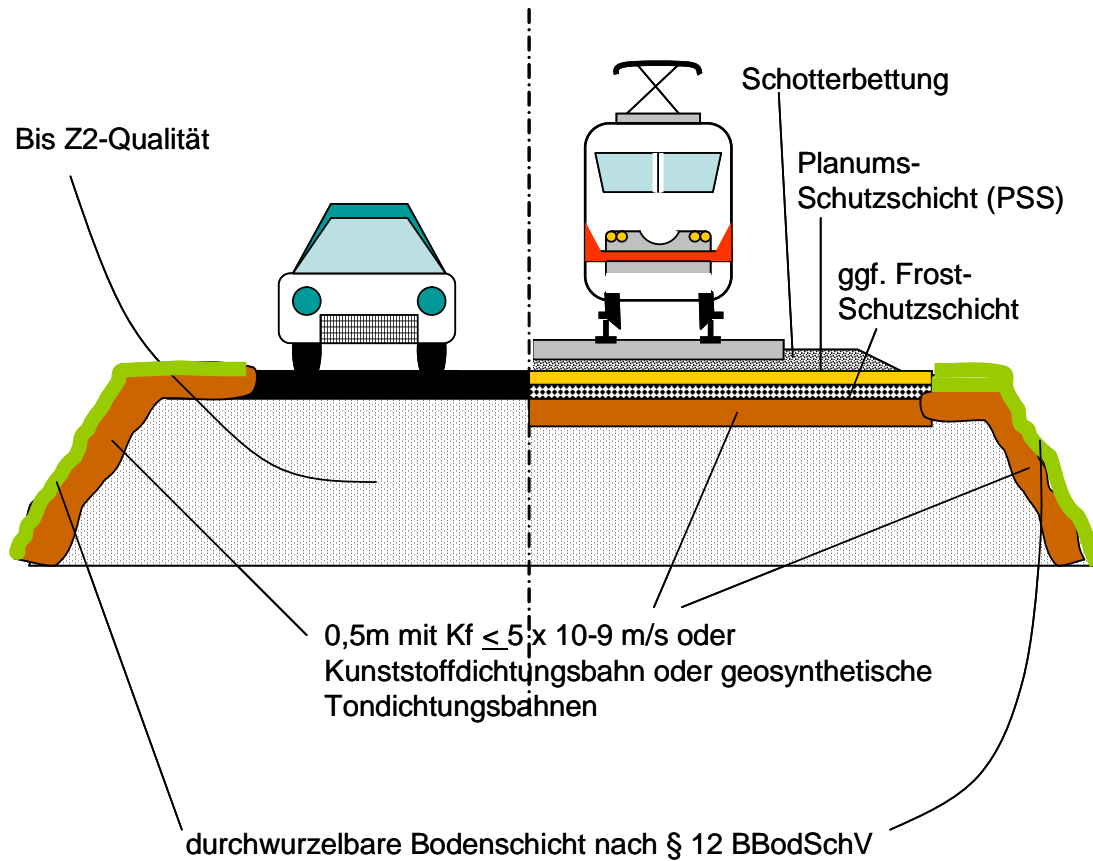 Schotterbettung
Bis Z2-Qualität
Planums-
Schutzschicht (PSS)
ggf. Frost-
Schutzschicht
0,5m mit Kf < 5 x 10-9 m/s oder
Kunststoffdichtungsbahn oder geosynthetische
Tondichtungsbahnen
durchwurzelbare Bodenschicht nach § 12 BBodSchV